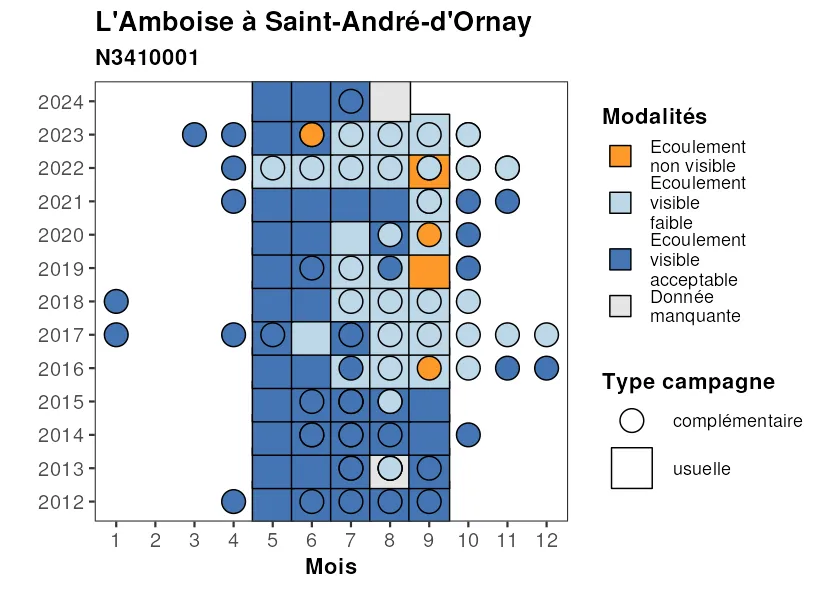 L'Amboise à Saint-André-d'Ornay
N3410001
2024
2023
2022
2021
2020
2019
2018
2017
2016
2015
2014
2013
2012
1 2 3 4 5 6 7 8 9 10 11 12
Mois
Modalités
Ecoulement
non visible
Ecoulement
visible
faible
Ecoulement
visible
acceptable
Donnée
manquante
Type campagne
complémentaire
usuelle